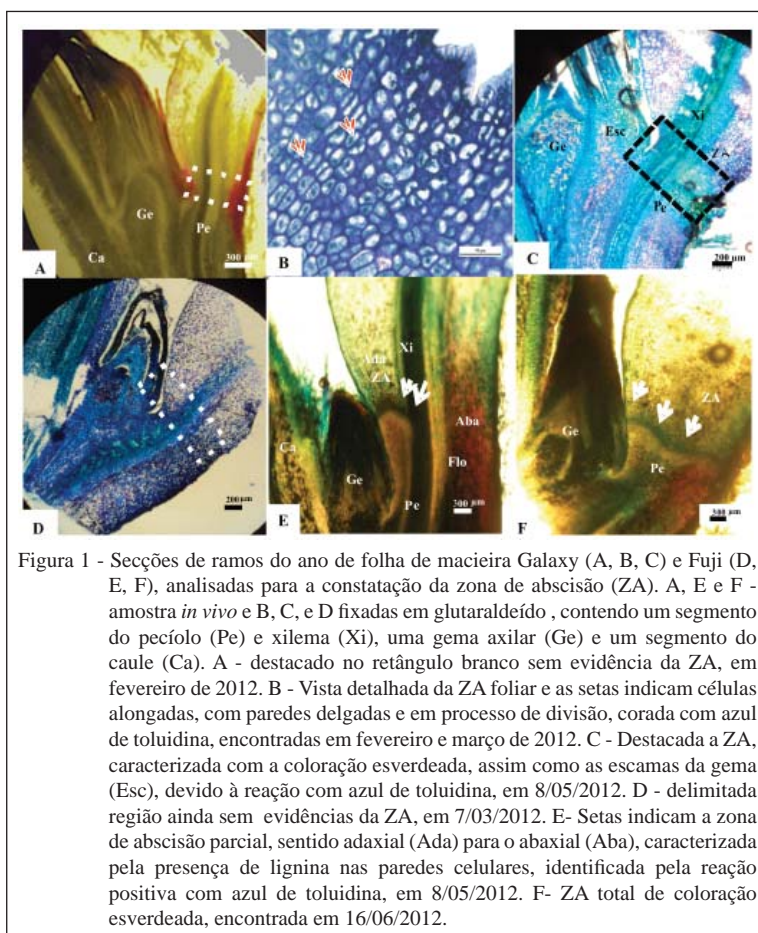 Ge
Pe
Ca
A
300 µm
B
Ge
Esc
Xi
ZA
Pe
C
200 µm
D
200 µm
Ca
Ada
ZA
Xi
Aba
Ge
Flo
Pe
E
300 µm
Ge
ZA
Pe
F
300 µm
Figura 1 - Secções de ramos do ano de folha de macieira Galaxy (A, B, C) e Fuji (D,
E, F), analisadas para a constatação da zona de abscisão (ZA). A, E e F -
amostra in vivo e B, C, e D fixadas em glutaraldeído , contendo um segmento
do pecíolo (Pe) e xilema (Xi), uma gema axilar (Ge) e um segmento do
caule (Ca). A - destacado no retângulo branco sem evidência da ZA, em
fevereiro de 2012. B - Vista detalhada da ZA foliar e as setas indicam células
alongadas, com paredes delgadas e em processo de divisão, corada com azul
de toluidina, encontradas em fevereiro e março de 2012. C - Destacada a ZA,
caracterizada com a coloração esverdeada, assim como as escamas da gema
(Esc), devido à reação com azul de toluidina, em 8/05/2012. D - delimitada
região ainda sem evidências da ZA, em 7/03/2012. E- Setas indicam a zona
de abscisão parcial, sentido adaxial (Ada) para o abaxial (Aba), caracterizada
pela presença de lignina nas paredes celulares, identificada pela reação
positiva com azul de toluidina, em 8/05/2012. F- ZA total de coloração
esverdeada, encontrada em 16/06/2012.